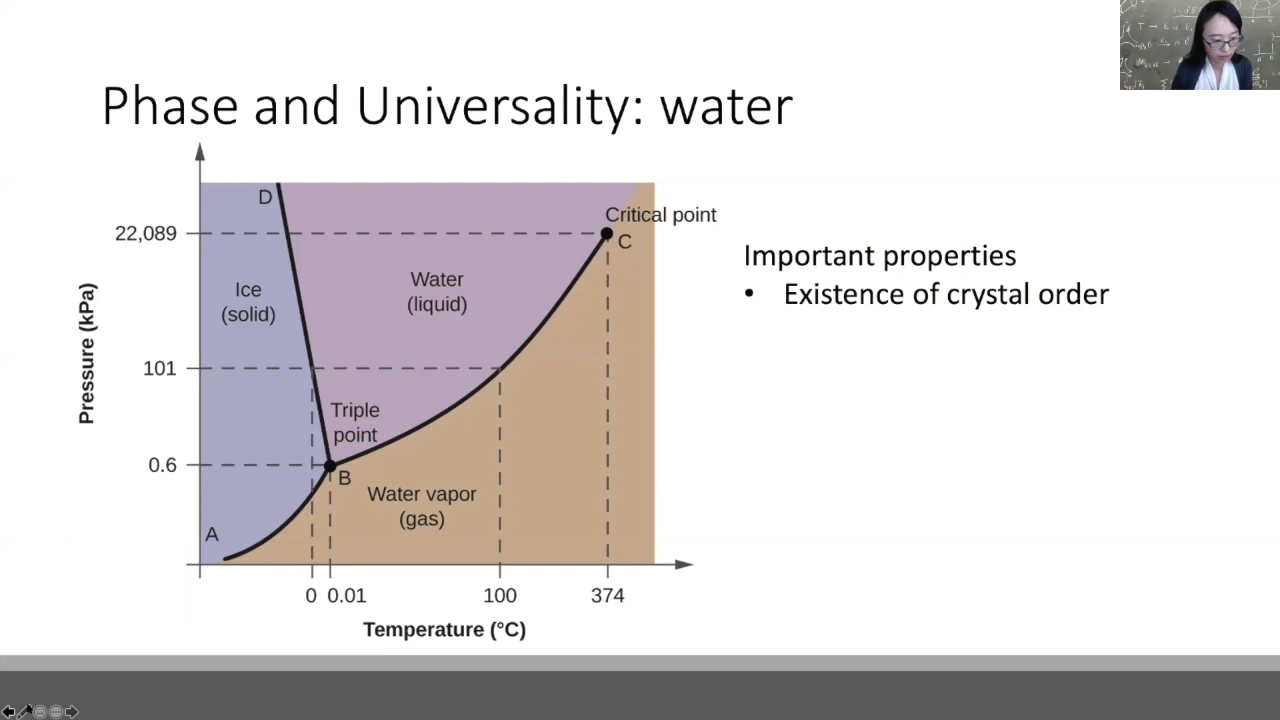 Phase and Universality: water
D
22,089
Critical point
C
Important properties
• Existence of crystal order
Ice
(solid)
Water
(liquid)
Pressure (kPa)
101
Triple
point
0.6
B
Water vapor
(gas)
A
0 0.01 100 374
Temperature (°C)